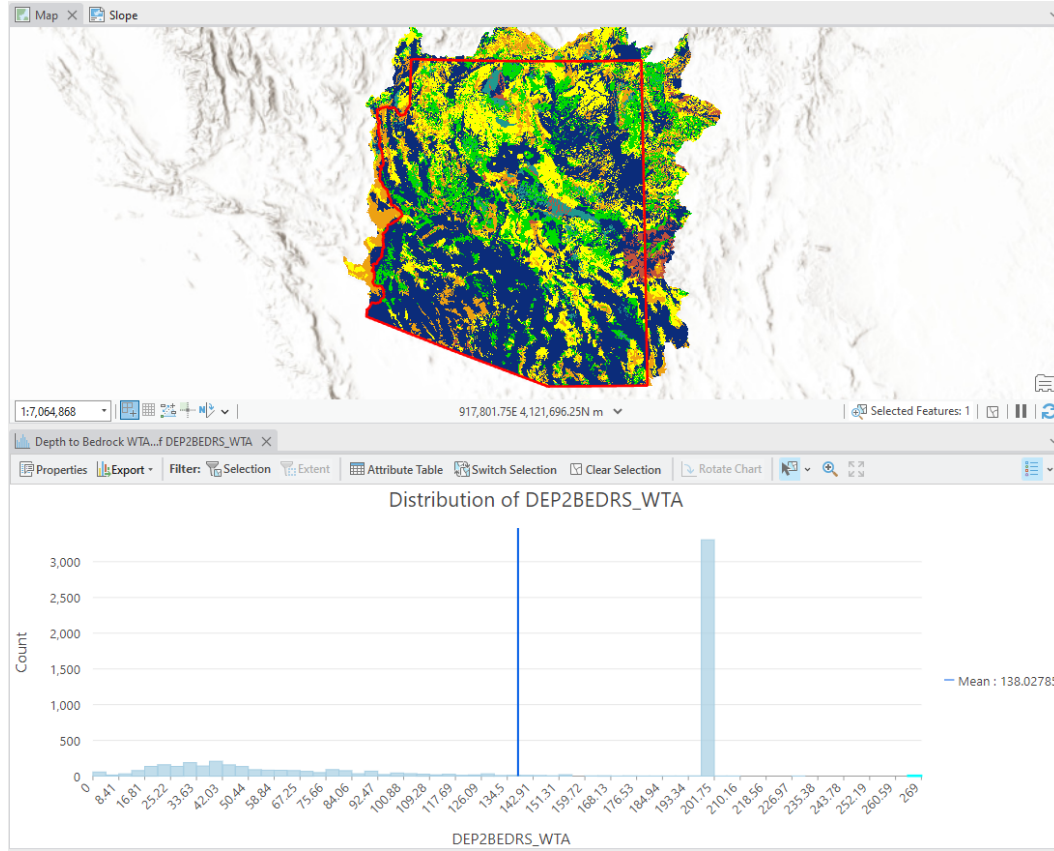 Map Slope
1:7,064,868 917,801.75E 4,121,696.25N m Selected Features: 1
Depth to Bedrock WTA...f DEP2BEDRS_WTA
Properties Export Filter: Selection Extent Attribute Table Switch Selection Clear Selection Rotate Chart
Distribution of DEP2BEDRS_WTA
3,000
2,500
2,000
1,500
1,000
500
0
Count
Mean : 138.02785
0 8.41 16.81 25.22 33.63 42.03 50.44 58.84 67.25 75.66 84.06 92.47 100.88 109.28 117.69 126.09 134.5 142.91 151.31 159.72 168.13 176.53 184.94 193.34 201.75 210.16 218.56 226.97 235.38 243.78 252.19 260.59 269
DEP2BEDRS_WTA